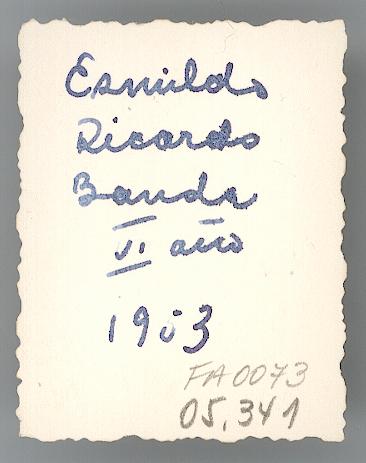 Esmildo
Ricardo
Banda
VI año
1953
FA0073
05,341